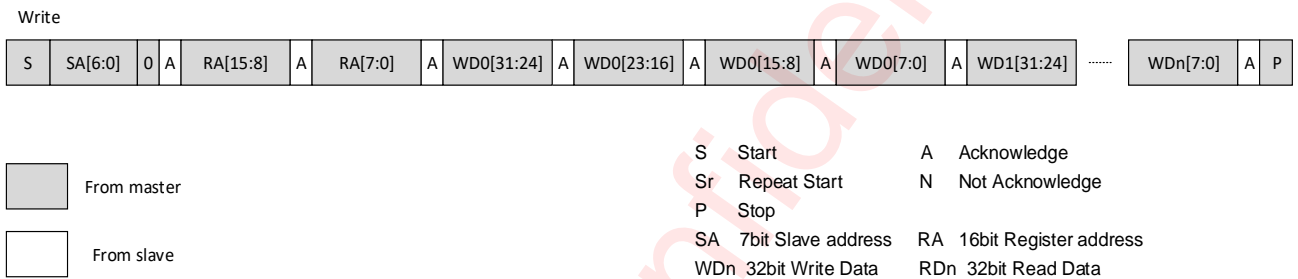 Write
S SA[6:0] 0 A RA[15:8] A RA[7:0] A WD0[31:24] A WD0[23:16] A WD0[15:8] A WD0[7:0] A WD1[31:24] ....... WDn[7:0] A P
S Start A Acknowledge
Sr Repeat Start N Not Acknowledge
From master
P Stop
SA 7bit Slave address RA 16bit Register address
From slave
WDn 32bit Write Data RDn 32bit Read Data